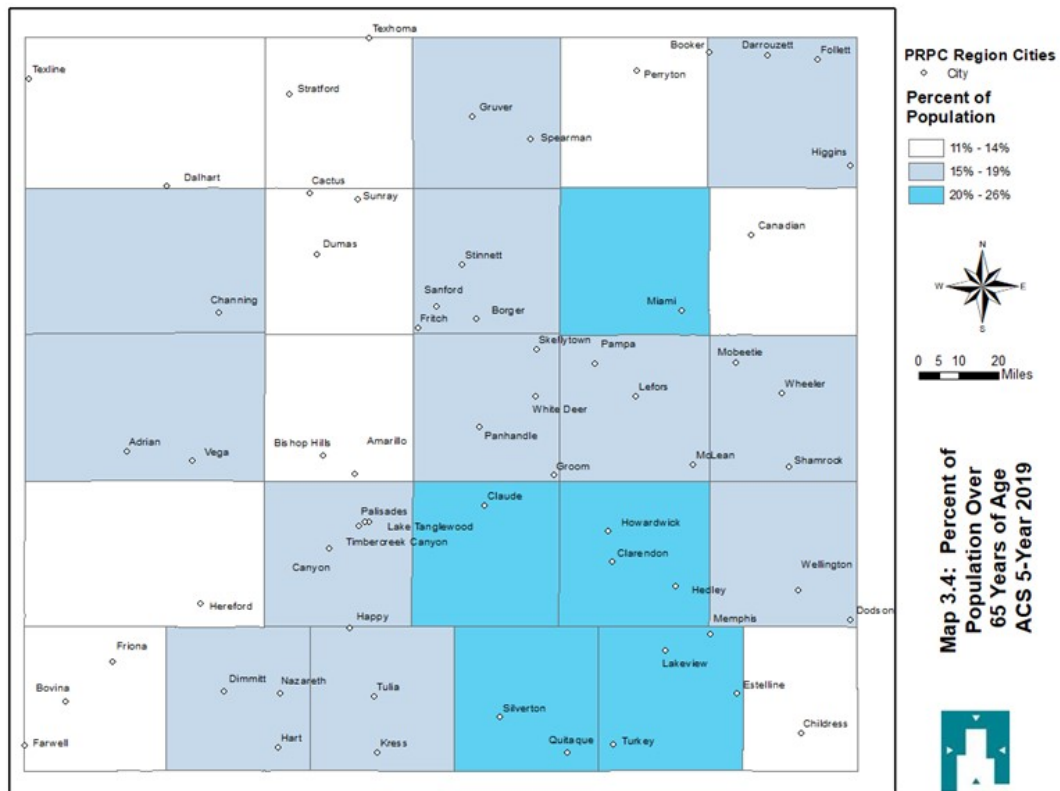 Texhoma
Booker
Darrouzett
Follett
Texline
Perryton
Stratford
Gruver
Spearman
Higgins
Dalhart
Cactus
Sunray
Canadian
Dumas
Stinnett
Channing
Sanford
Miami
Borger
Fritch
Skellytown
Pampa
Mobeetie
Wheeler
Lefors
White Deer
Panhandle
Adrian
Vega
Bishop Hills
Amarillo
Groom
McLean
Shamrock
Claude
Palisades
Lake Tanglewood
Howardwick
Timbercreek Canyon
Canyon
Clarendon
Wellington
Hedley
Hereford
Dodson
Happy
Memphis
Friona
Lakeview
Bovina
Dimmitt
Nazareth
Tulia
Estelline
Silverton
Childress
Farwell
Hart
Kress
Quitaque
Turkey
PRPC Region Cities
City
Percent of
Population
11% - 14%
15% - 19%
20% - 26%
N
W
E
S
0 5 10 20
Miles
Map 3.4: Percent of
Population Over
65 Years of Age
ACS 5-Year 2019